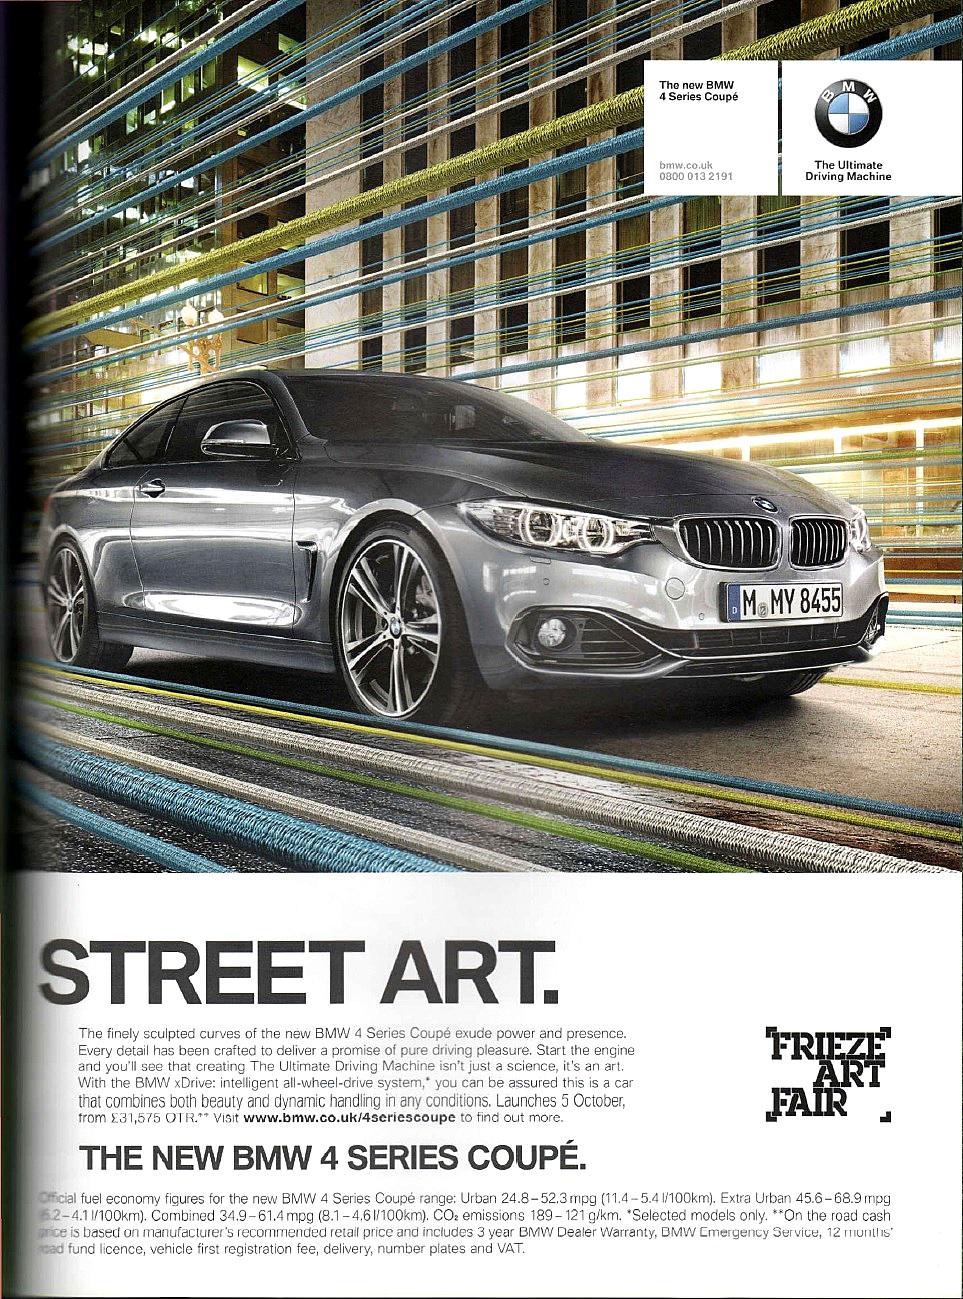 The new BMW
4 Series Coupé
bmw.co.uk
0800 013 2191
BMW
The Ultimate
Driving Machine
M MY 8455
D
STREET ART.
The finely sculpted curves of the new BMW 4 Series Coupé exude power and presence.
Every detail has been crafted to deliver a promise of pure driving pleasure. Start the engine
and you'll see that creating The Ultimate Driving Machine isn't just a science, it's an art.
With the BMW xDrive: intelligent all-wheel-drive system,* you can be assured this is a car
that combines both beauty and dynamic handling in any conditions. Launches 5 October,
from £31,575 OTR.** Visit www.bmw.co.uk/4seriescoupe to find out more.
FRIEZE
ART
FAIR
THE NEW BMW 4 SERIES COUPÉ.
Official fuel economy figures for the new BMW 4 Series Coupé range: Urban 24.8–52.3 mpg (11.4–5.4 l/100km). Extra Urban 45.6–68.9 mpg
(6.2–4.1 l/100km). Combined 34.9–61.4 mpg (8.1–4.6 l/100km). CO₂ emissions 189–121 g/km. *Selected models only. **On the road cash
price is based on manufacturer's recommended retail price and includes 3 year BMW Dealer Warranty, BMW Emergency Service, 12 months'
road fund licence, vehicle first registration fee, delivery, number plates and VAT.